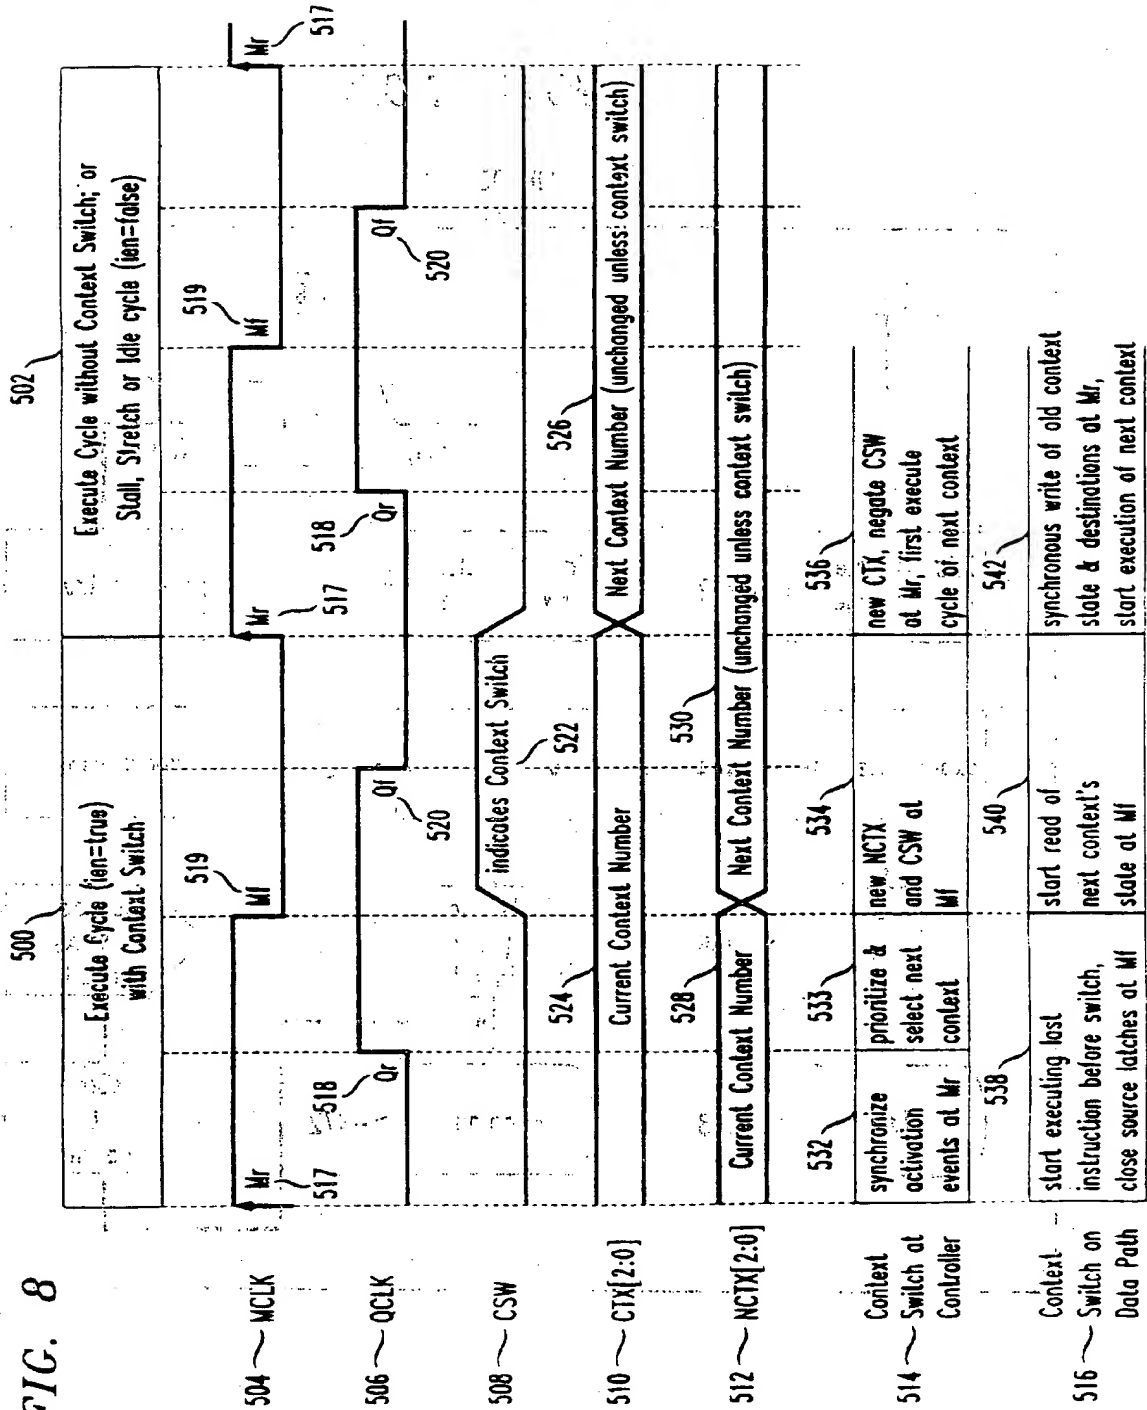 FIG. 8
500
Execute Cycle (ien=true)
with Context Switch
502
Execute Cycle without Context Switch; or
Stall, Stretch or Idle cycle (ien=false)
504 MCLK
Mr
517
Mf
519
Mr
517
Mf
519
Mr
517
506 QCLK
518
Qr
Qf
520
518
Qr
Qf
520
508 CSW
indicates Context Switch
522
510 CTX[2:0]
524
Current Context Number
526
Next Context Number (unchanged unless context switch)
512 NCTX[2:0]
528
Current Context Number
530
Next Context Number (unchanged unless context switch)
514
Context
Switch at
Controller
532
synchronize
activation
events at Mr
533
prioritize &
select next
context
534
new NCTX
and CSW at
Mf
536
new CTX, negate CSW
at Mr, first execute
cycle of next context
516
Context
Switch on
Data Path
538
start executing last
instruction before switch,
close source latches at Mf
540
start read of
next context's
state at Mf
542
synchronous write of old context
state & destinations at Mr,
start execution of next context